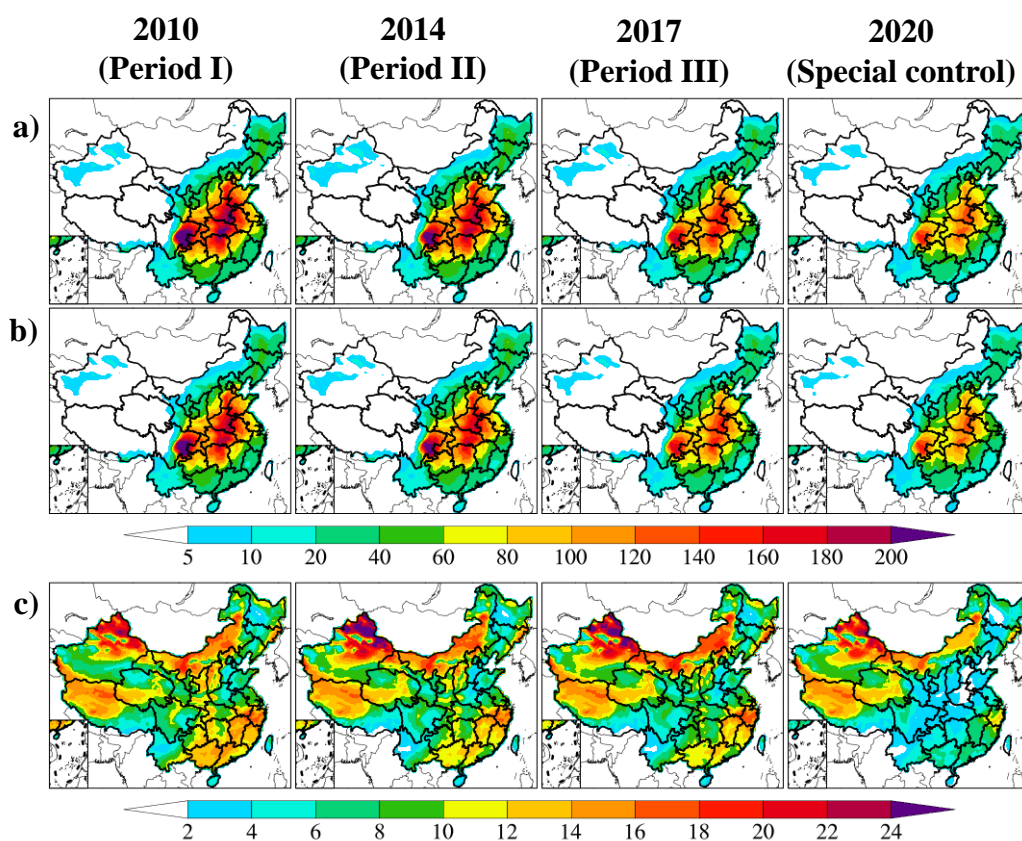 2010 2014 2017 2020
(Period I) (Period II) (Period III) (Special control)
a)
b)
5 10 20 40 60 80 100 120 140 160 180 200
c)
2 4 6 8 10 12 14 16 18 20 22 24